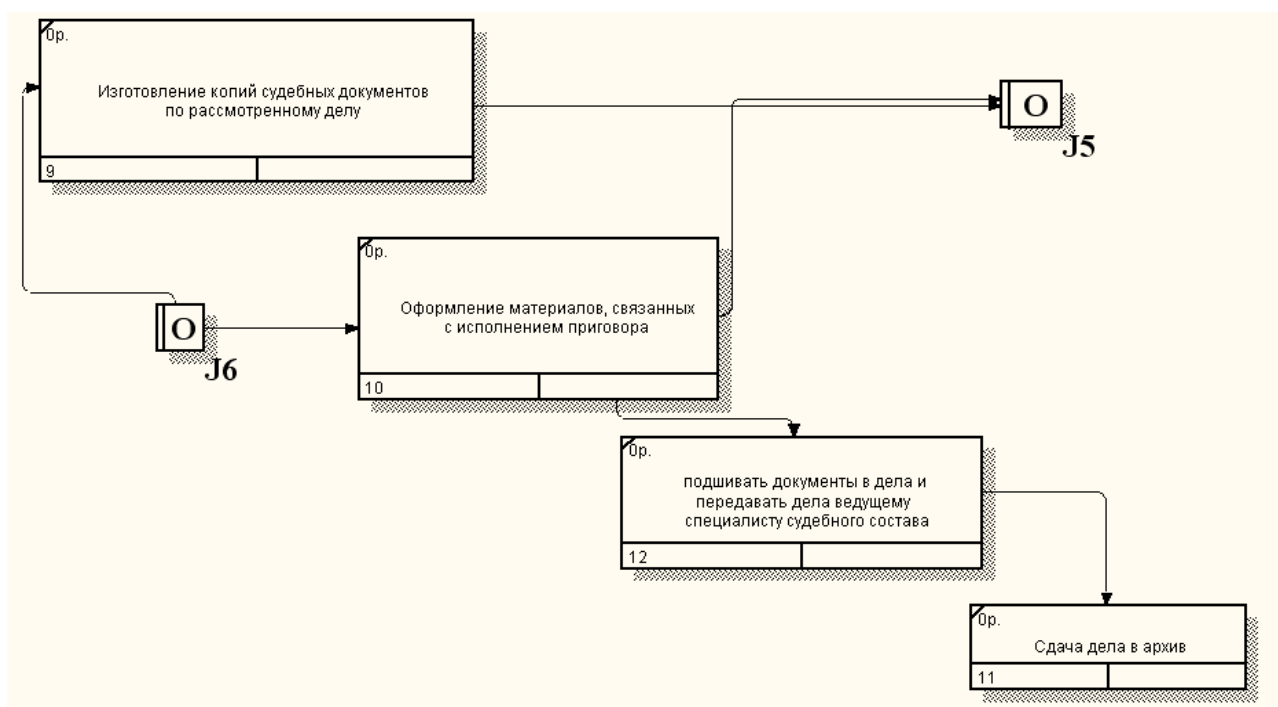 0р.
Изготовление копий судебных документов
по рассмотренному делу
9
O
J5
0р.
Оформление материалов, связанных
с исполнением приговора
10
O
J6
0р.
подшивать документы в дела и
передавать дела ведущему
специалисту судебного состава
12
0р.
Сдача дела в архив
11